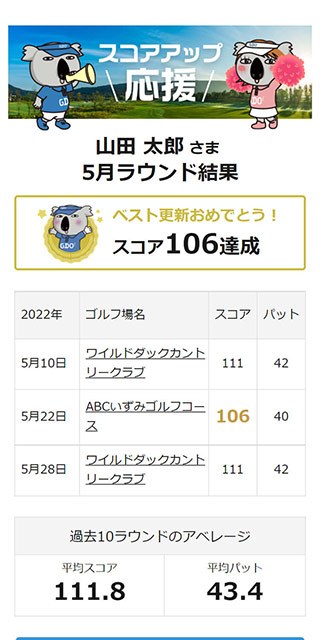 スコアアップ
応援
GDO
GDO
山田 太郎 さま
5月ラウンド結果
ベスト更新おめでとう！
スコア106達成
GDO
2022年 ゴルフ場名 スコア パット
5月10日 ワイルドダックカント
リークラブ 111 42
5月22日 ABCいずみゴルフコー
ス 106 40
5月28日 ワイルドダックカント
リークラブ 111 42
過去10ラウンドのアベレージ
平均スコア 平均パット
111.8 43.4